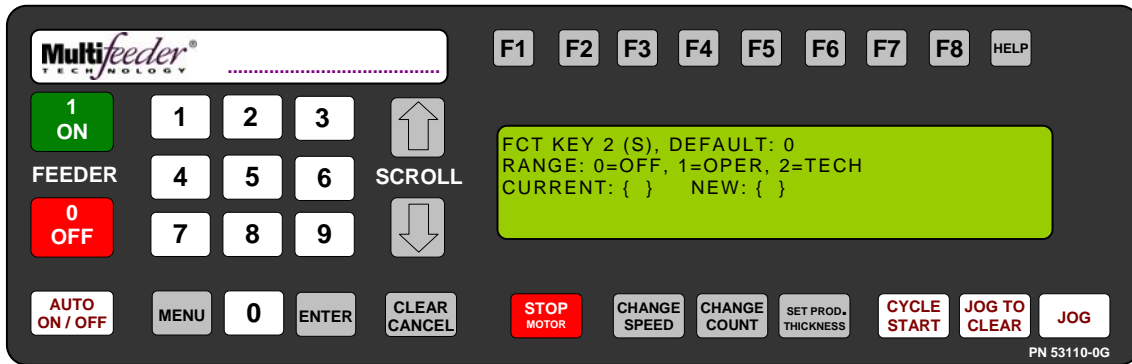 Multifeeder®
TECHNOLOGY
F1 F2 F3 F4 F5 F6 F7 F8 HELP
1
ON
FEEDER
0
OFF
1 2 3
4 5 6
7 8 9
SCROLL
FCT KEY 2 (S), DEFAULT: 0
RANGE: 0=OFF, 1=OPER, 2=TECH
CURRENT: { } NEW: { }
AUTO
ON / OFF
MENU
0
ENTER
CLEAR
CANCEL
STOP
MOTOR
CHANGE
SPEED
CHANGE
COUNT
SET PROD.
THICKNESS
CYCLE
START
JOG TO
CLEAR
JOG
PN 53110-0G